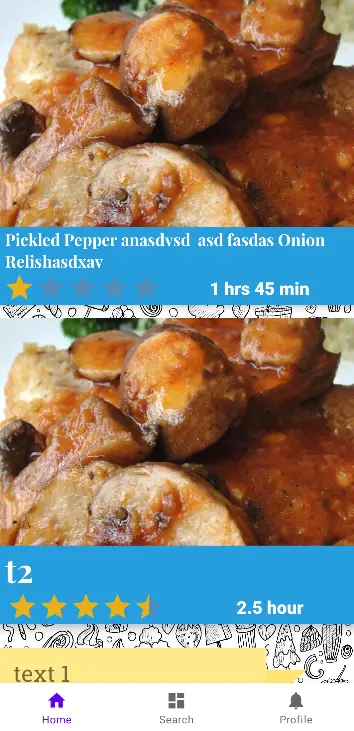 Pickled Pepper anasdvsd asd fasdas Onion
Relishasdxav
1 hrs 45 min
t2
2.5 hour
text 1
Home
Search
Profile